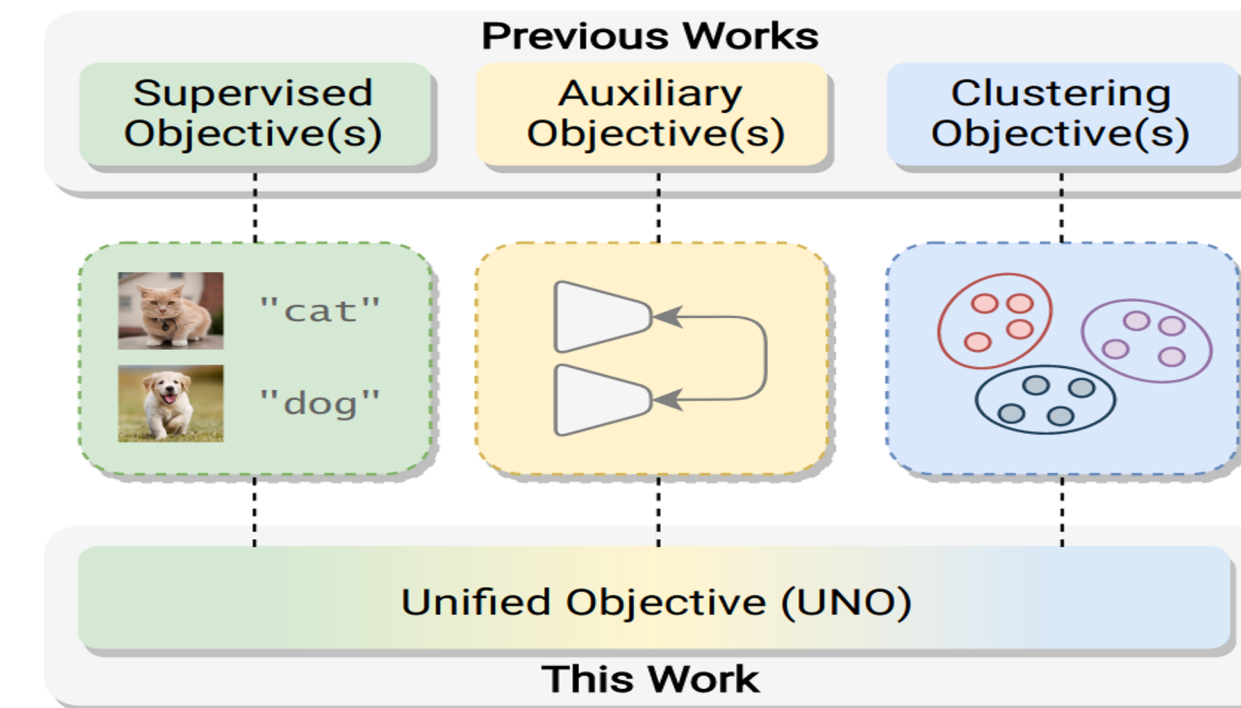 Previous Works
Supervised
Objective(s)
Auxiliary
Objective(s)
Clustering
Objective(s)
"cat"
"dog"
Unified Objective (UNO)
This Work